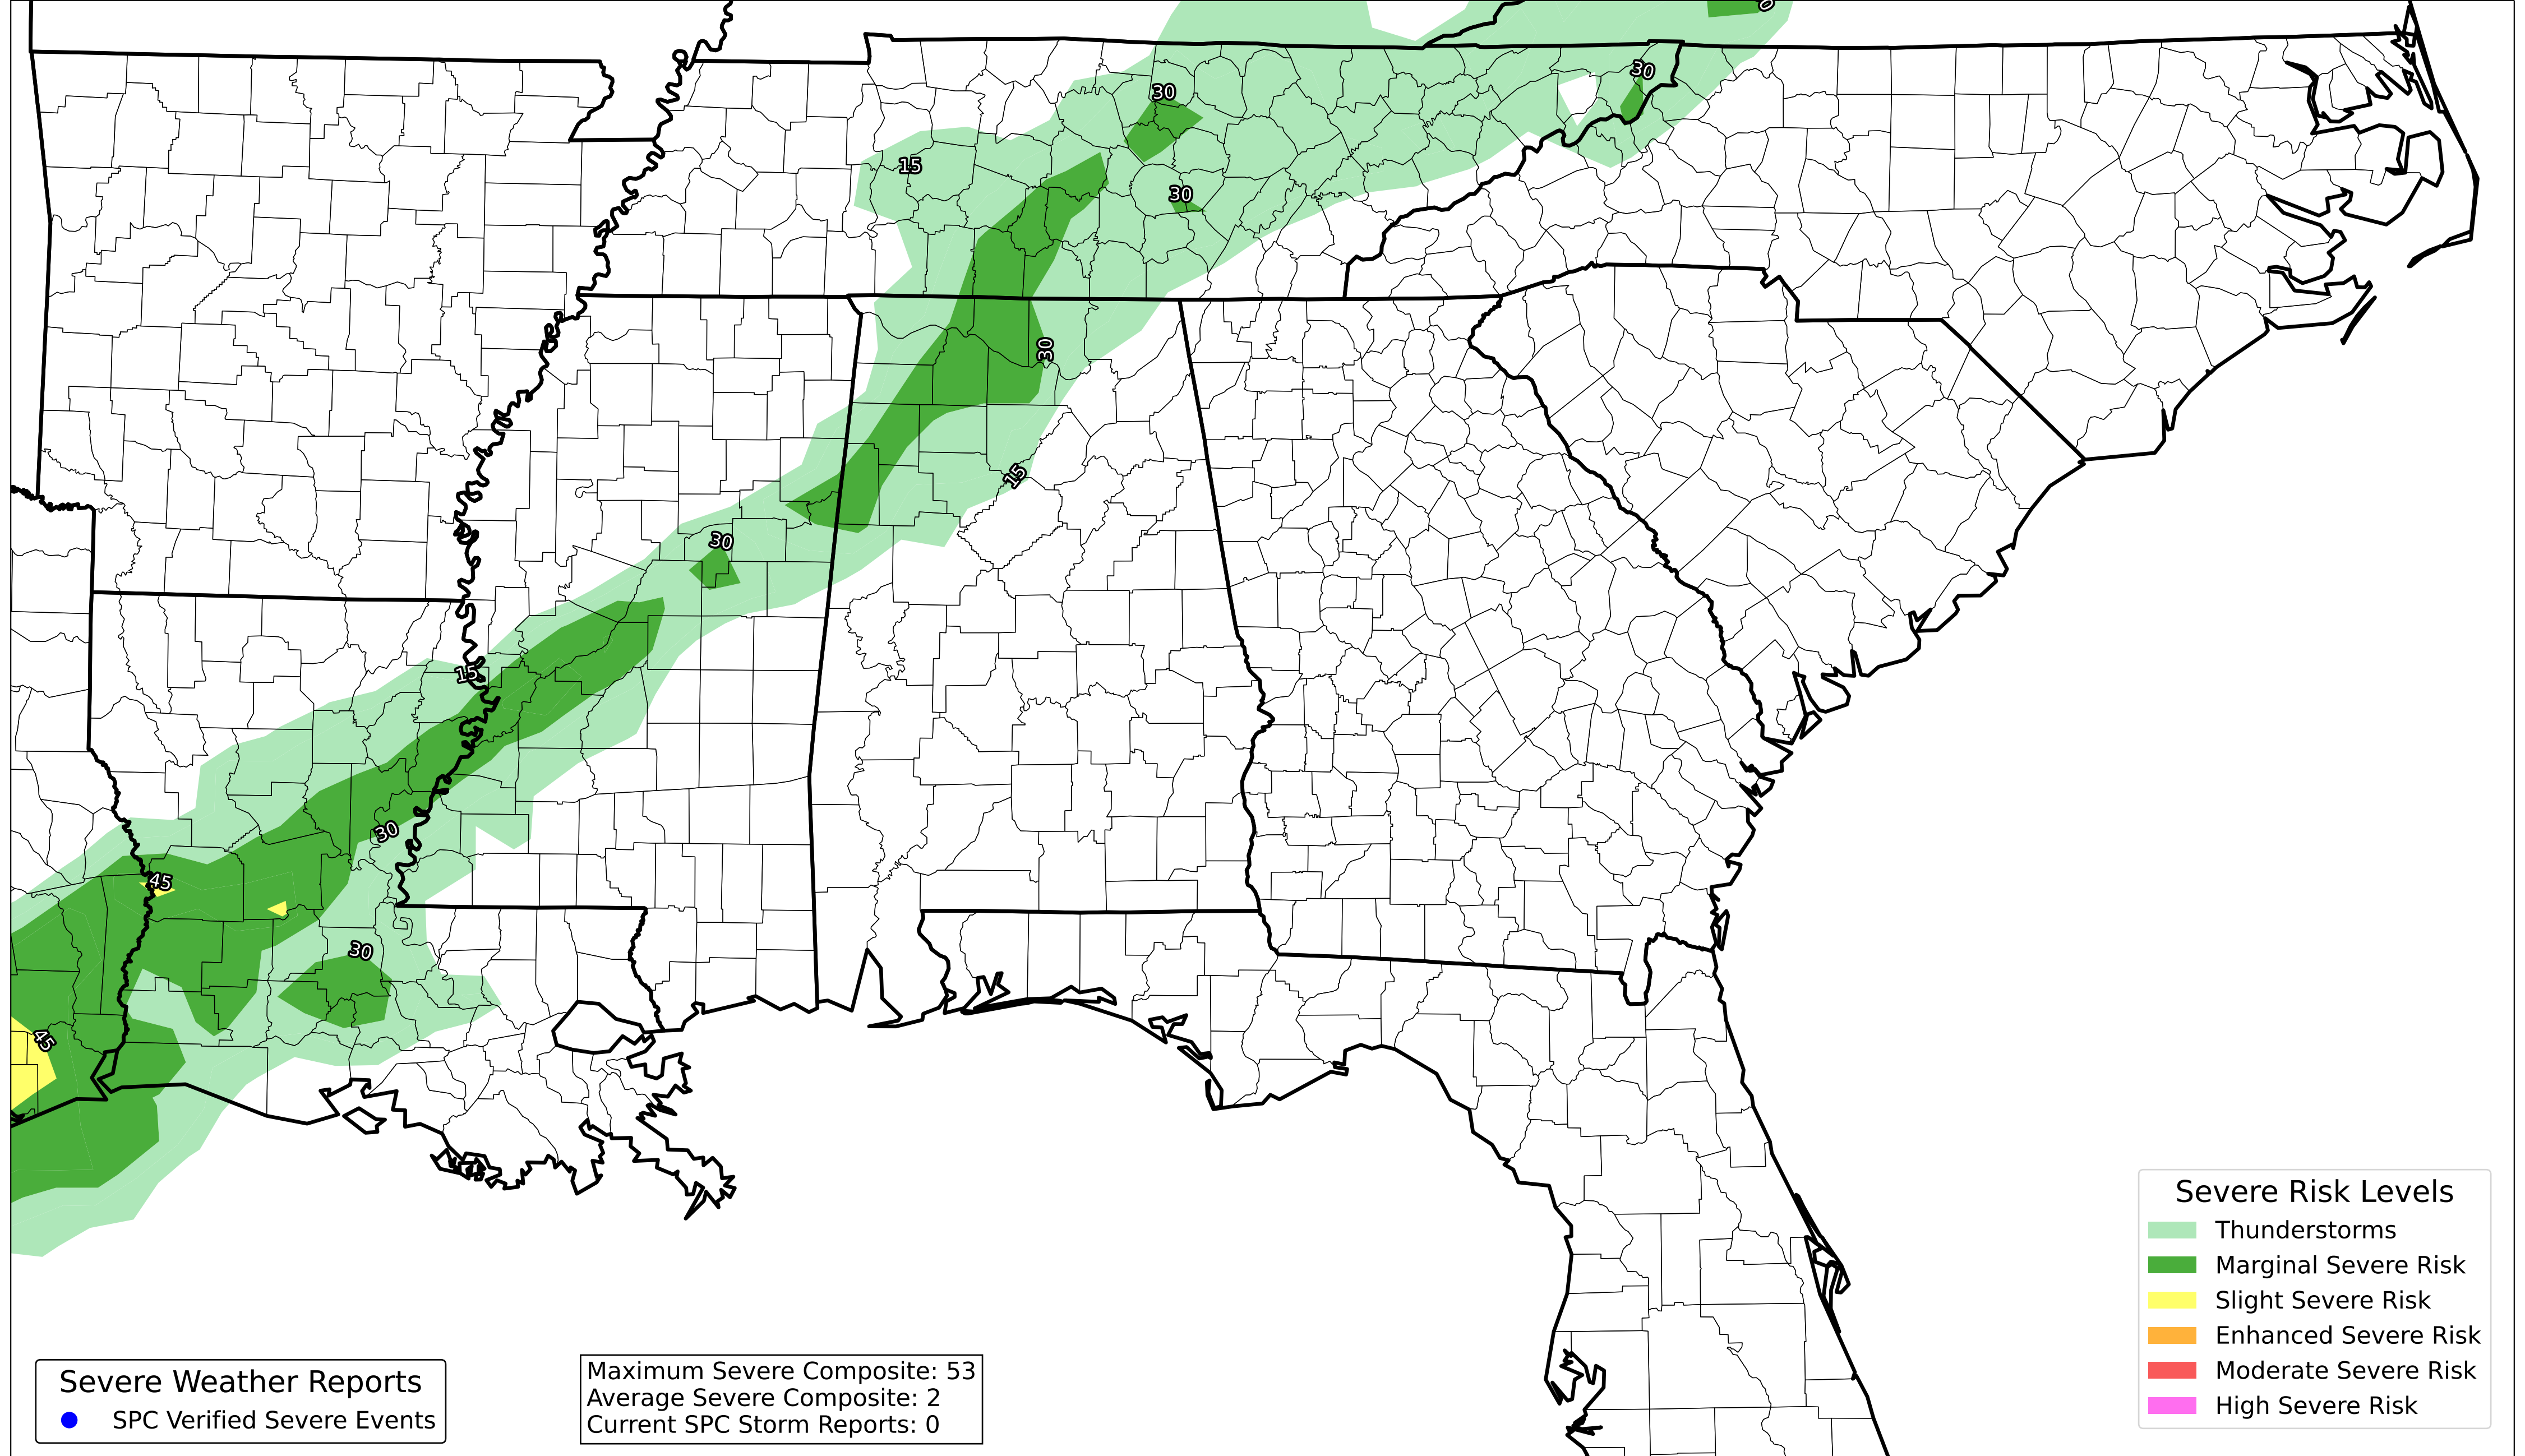 0
30
30
15
30
30
15
30
15
30
45
30
45
Severe Risk Levels
Thunderstorms
Marginal Severe Risk
Slight Severe Risk
Enhanced Severe Risk
Moderate Severe Risk
High Severe Risk
Severe Weather Reports
SPC Verified Severe Events
Maximum Severe Composite: 53
Average Severe Composite: 2
Current SPC Storm Reports: 0